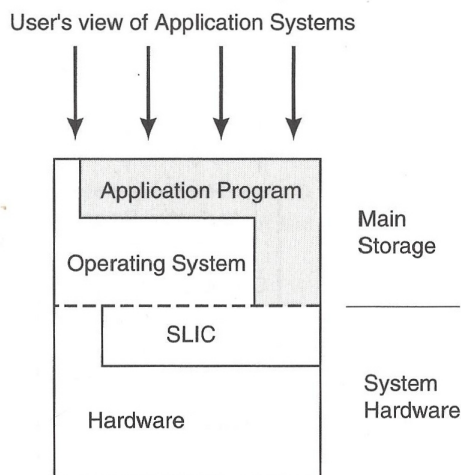 User's view of Application Systems
Application Program
Main
Storage
Operating System
SLIC
System
Hardware
Hardware